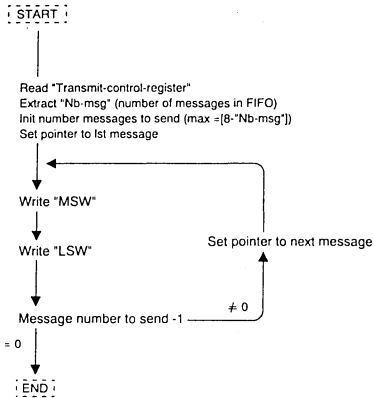 START
Read "Transmit-control-register"
Extract "Nb-msg" (number of messages in FIFO)
Init number messages to send (max =[8-"Nb-msg"])
Set pointer to Ist message
Write "MSW"
Write "LSW"
Set pointer to next message
≠ 0
Message number to send -1
= 0
END